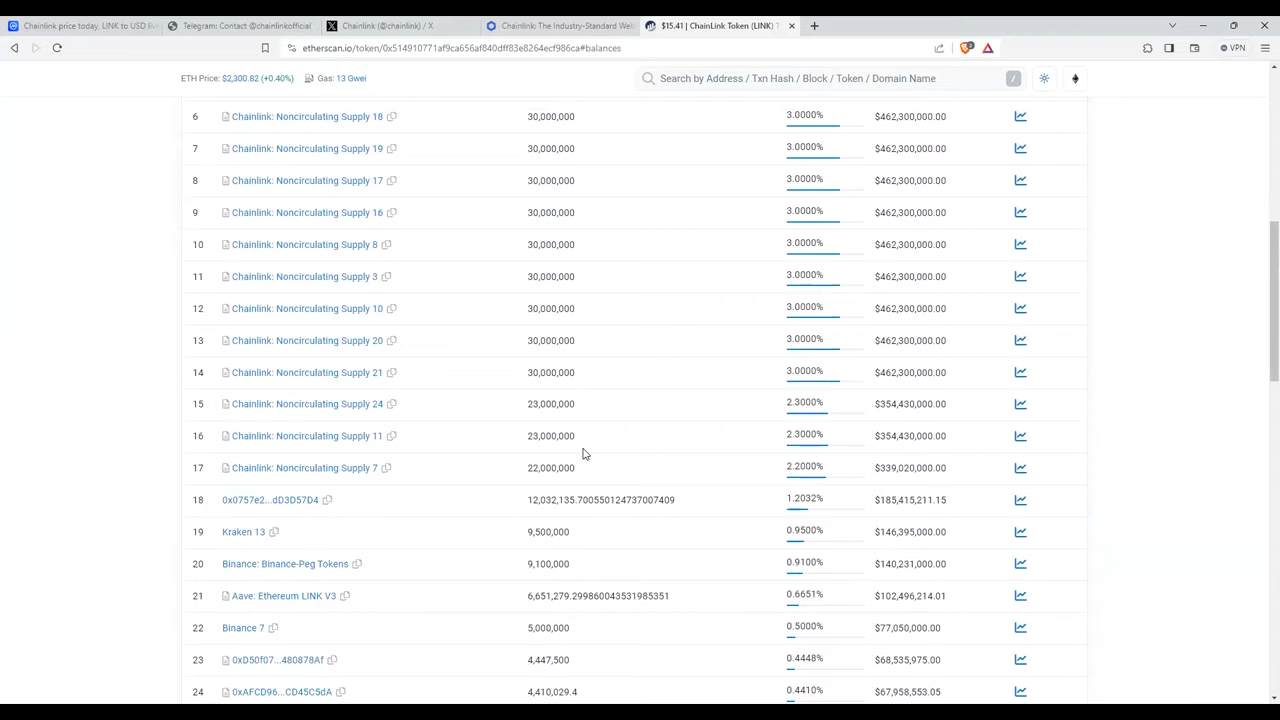 Chainlink price today, LINK to USD live
Telegram: Contact @chainlinkofficial
Chainlink (@chainlink) / X
Chainlink: The Industry-Standard Web
$15.41 | ChainLink Token (LINK) T
etherscan.io/token/0x514910771af9ca656af840dff83e8264ecf986ca#balances
VPN
ETH Price: $2,300.82 (+0.40%) Gas: 13 Gwei
Search by Address / Txn Hash / Block / Token / Domain Name /
6 Chainlink: Noncirculating Supply 18 30,000,000 3.0000% $462,300,000.00
7 Chainlink: Noncirculating Supply 19 30,000,000 3.0000% $462,300,000.00
8 Chainlink: Noncirculating Supply 17 30,000,000 3.0000% $462,300,000.00
9 Chainlink: Noncirculating Supply 16 30,000,000 3.0000% $462,300,000.00
10 Chainlink: Noncirculating Supply 8 30,000,000 3.0000% $462,300,000.00
11 Chainlink: Noncirculating Supply 3 30,000,000 3.0000% $462,300,000.00
12 Chainlink: Noncirculating Supply 10 30,000,000 3.0000% $462,300,000.00
13 Chainlink: Noncirculating Supply 20 30,000,000 3.0000% $462,300,000.00
14 Chainlink: Noncirculating Supply 21 30,000,000 3.0000% $462,300,000.00
15 Chainlink: Noncirculating Supply 24 23,000,000 2.3000% $354,430,000.00
16 Chainlink: Noncirculating Supply 11 23,000,000 2.3000% $354,430,000.00
17 Chainlink: Noncirculating Supply 7 22,000,000 2.2000% $339,020,000.00
18 0x0757e2...dD3D57D4 12,032,135.700550124737007409 1.2032% $185,415,211.15
19 Kraken 13 9,500,000 0.9500% $146,395,000.00
20 Binance: Binance-Peg Tokens 9,100,000 0.9100% $140,231,000.00
21 Aave: Ethereum LINK V3 6,651,279.299860043531985351 0.6651% $102,496,214.01
22 Binance 7 5,000,000 0.5000% $77,050,000.00
23 0xD50f07...480878Af 4,447,500 0.4448% $68,535,975.00
24 0xAFCD96...CD45C5dA 4,410,029.4 0.4410% $67,958,553.05